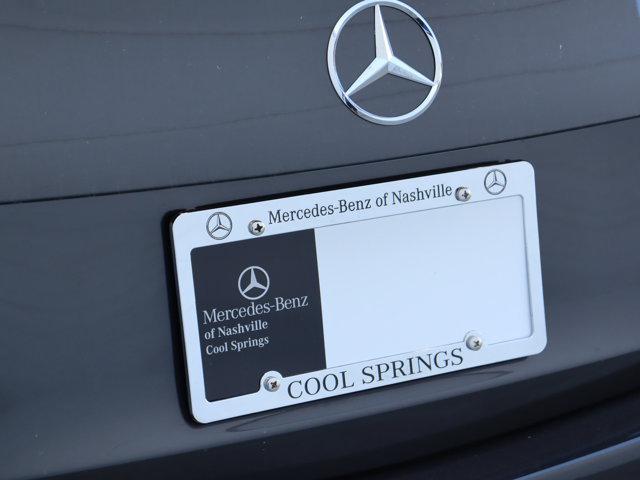 Mercedes-Benz of Nashville
Mercedes-Benz
of Nashville
Cool Springs
COOL SPRINGS